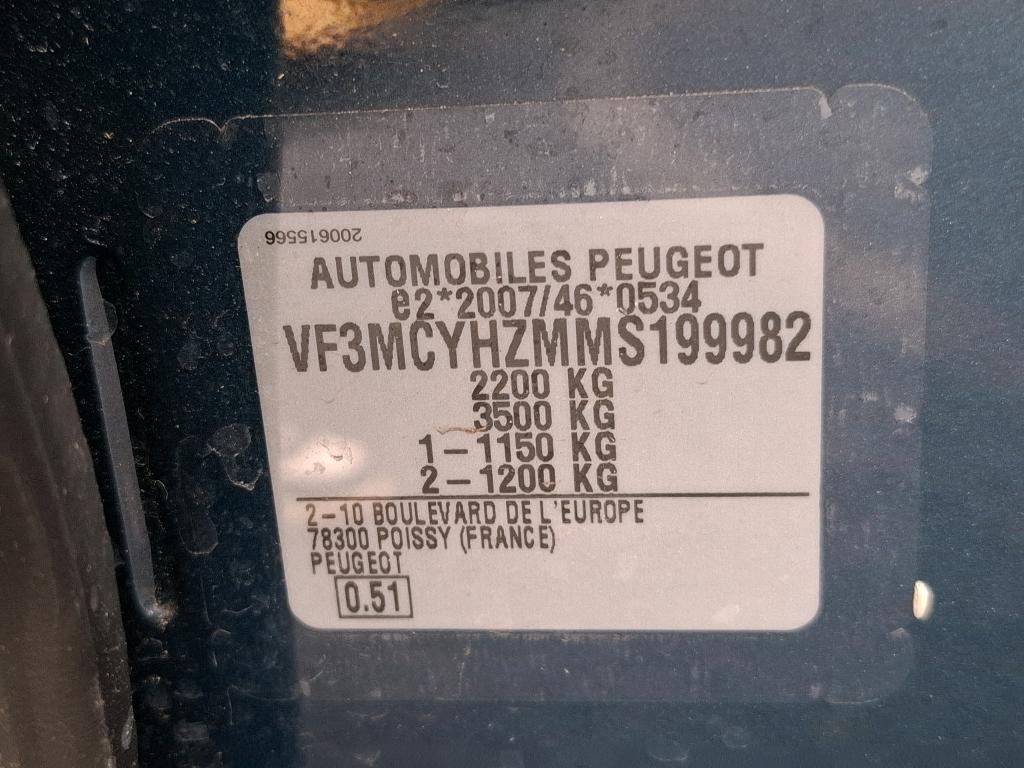 200615566
AUTOMOBILES PEUGEOT
e2*2007/46*0534
VF3MCYHZMMS199982
2200 KG
3500 KG
1-1150 KG
2-1200 KG
2-10 BOULEVARD DE L'EUROPE
78300 POISSY (FRANCE)
PEUGEOT
0.51